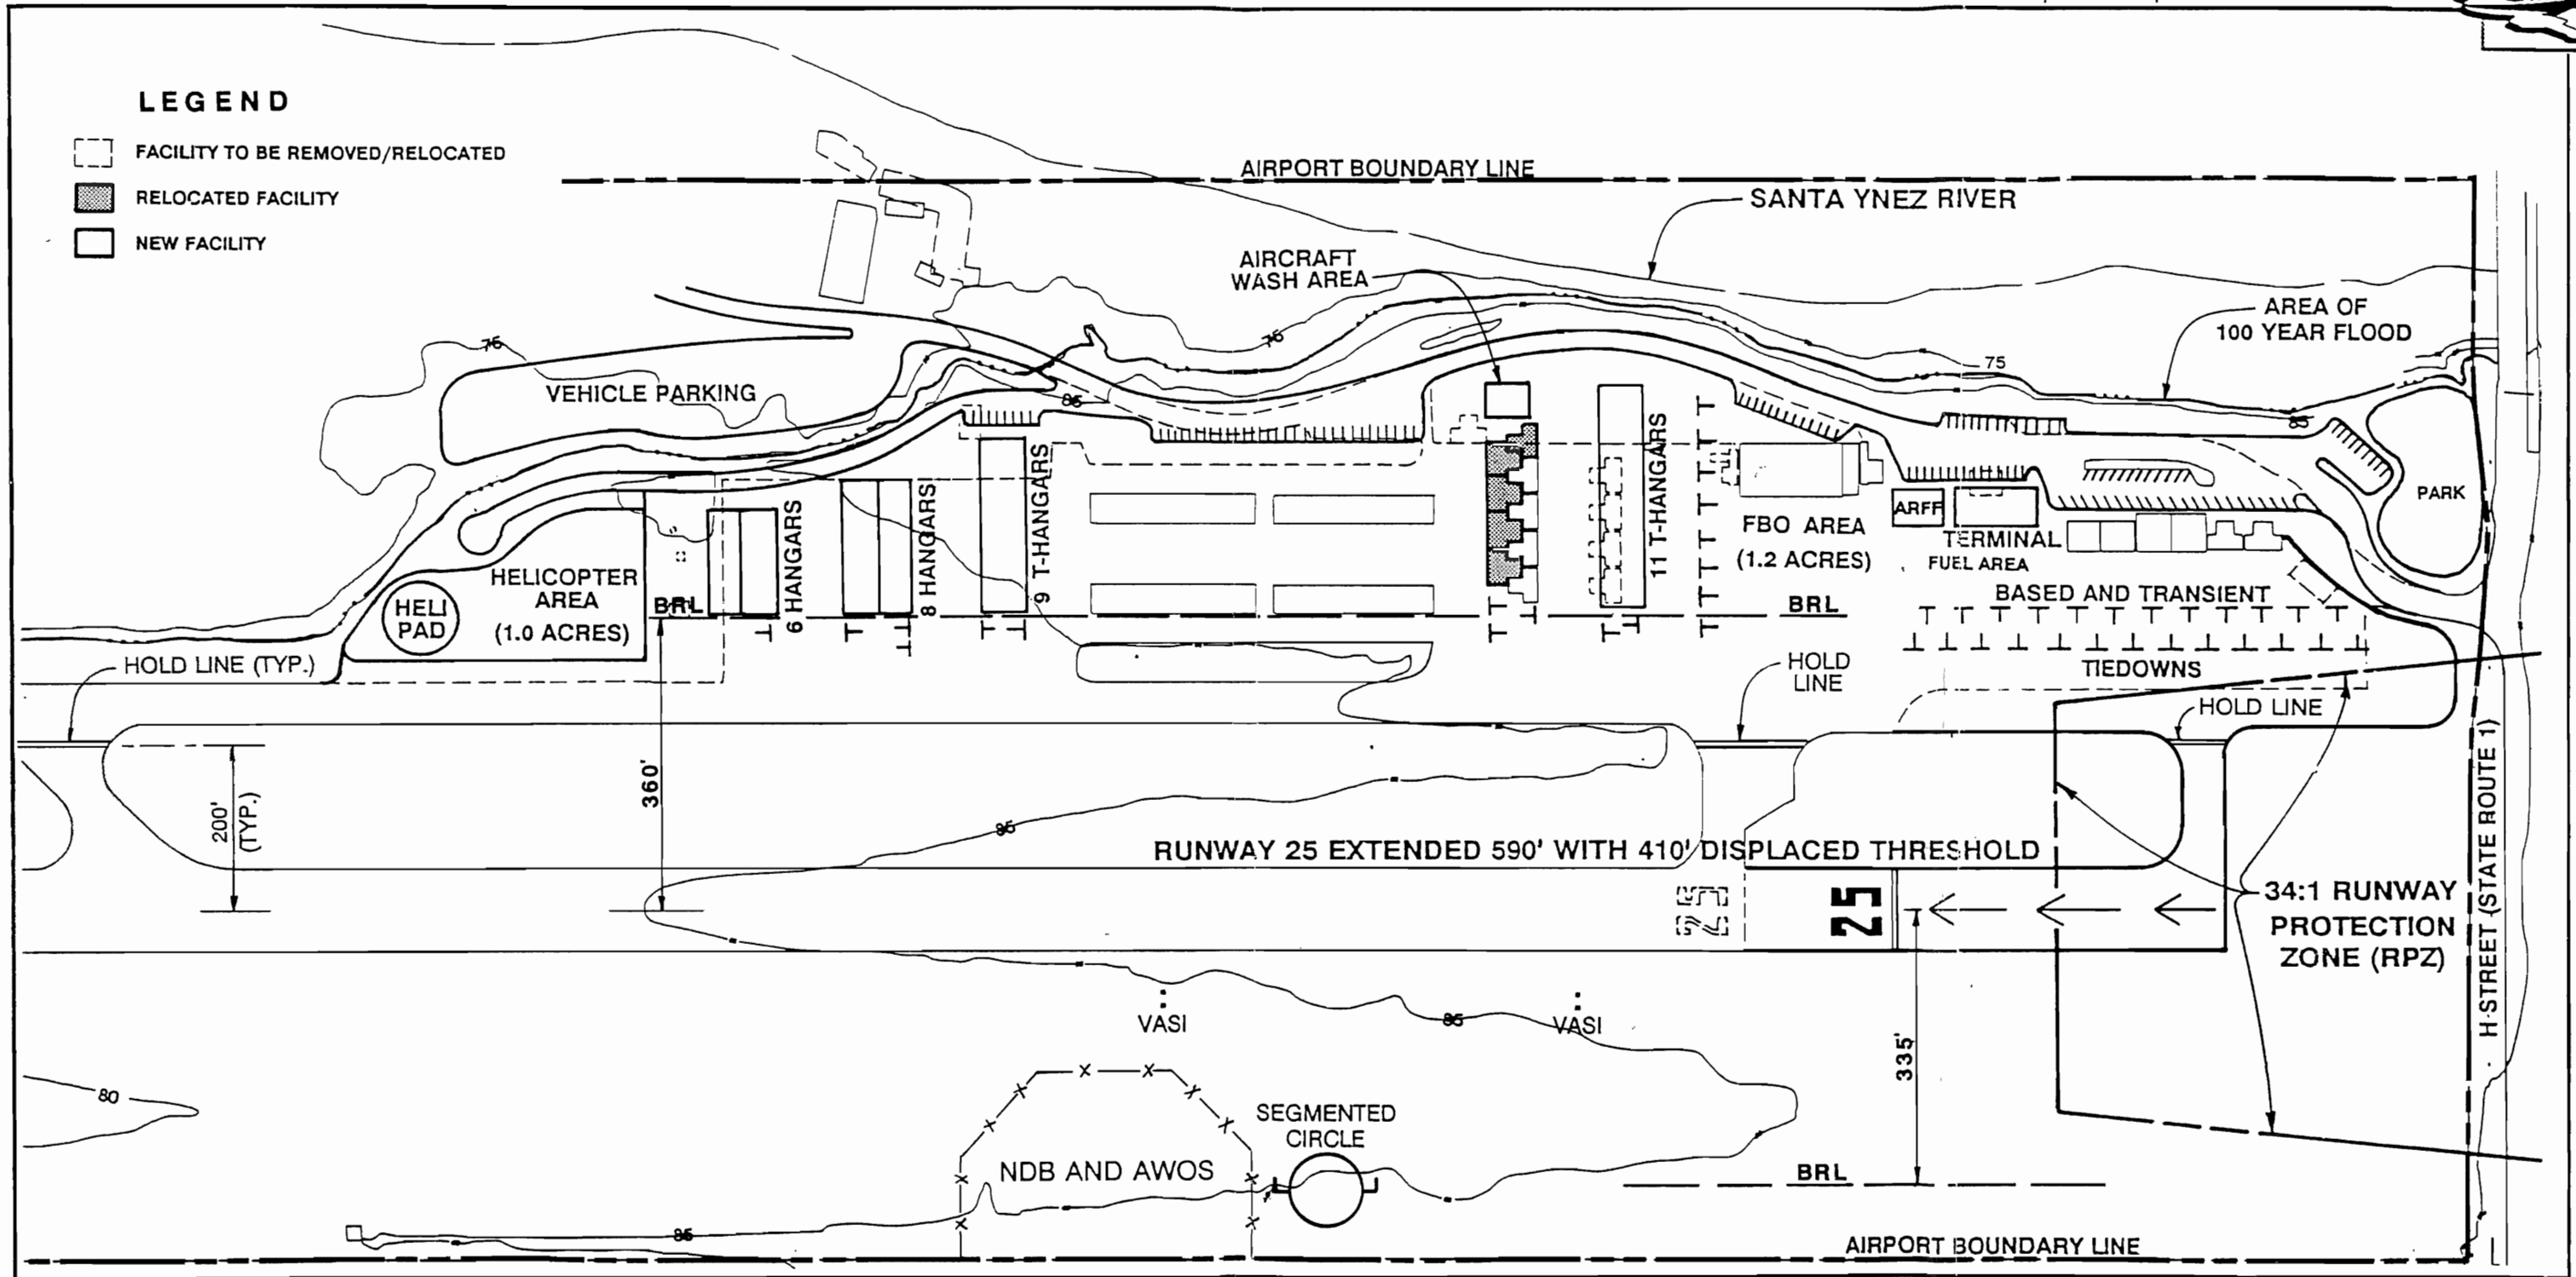 LEGEND
FACILITY TO BE REMOVED/RELOCATED
RELOCATED FACILITY
NEW FACILITY
AIRPORT BOUNDARY LINE
SANTA YNEZ RIVER
AIRCRAFT
WASH AREA
AREA OF
100 YEAR FLOOD
75
75
75
VEHICLE PARKING
85
85
PARK
6 HANGARS
8 HANGARS
9 T-HANGARS
11 T-HANGARS
ARFF
FBO AREA
(1.2 ACRES)
TERMINAL
FUEL AREA
HELICOPTER
AREA
(1.0 ACRES)
HELI
PAD
BRL
BRL
BASED AND TRANSIENT
TIEDOWNS
HOLD LINE (TYP.)
HOLD
LINE
HOLD LINE
200'
(TYP.)
360'
85
RUNWAY 25 EXTENDED 590' WITH 410' DISPLACED THRESHOLD
25
25
34:1 RUNWAY
PROTECTION
ZONE (RPZ)
H STREET (STATE ROUTE 1)
VASI
VASI
85
335'
80
SEGMENTED
CIRCLE
NDB AND AWOS
BRL
85
AIRPORT BOUNDARY LINE